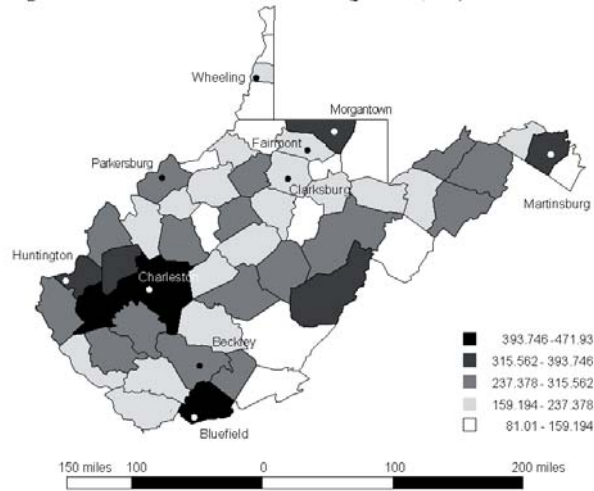 Wheeling
Morgantown
Fairmont
Parkersburg
Clarksburg
Martinsburg
Huntington
Charleston
Beckley
Bluefield
393.746 -471.93
315.562 - 393.746
237.378 - 315.562
159.194 - 237.378
81.01 - 159.194
150 miles 100 0 100 200 miles